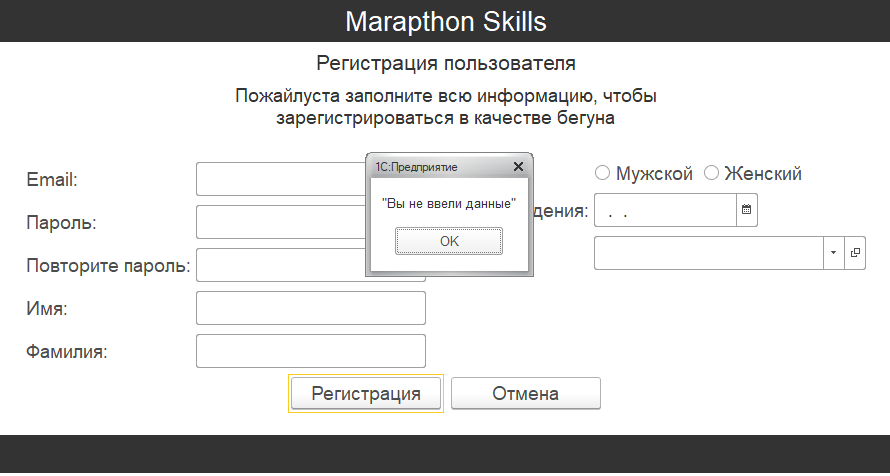 Marapthon Skills
Регистрация пользователя
Пожайлуста заполните всю информацию, чтобы
зарегистрироваться в качестве бегуна
Email:
Пароль:
Повторите пароль:
Имя:
Фамилия:
1С:Предприятие
"Вы не ввели данные"
OK
Мужской Женский
дения: . .
Регистрация Отмена